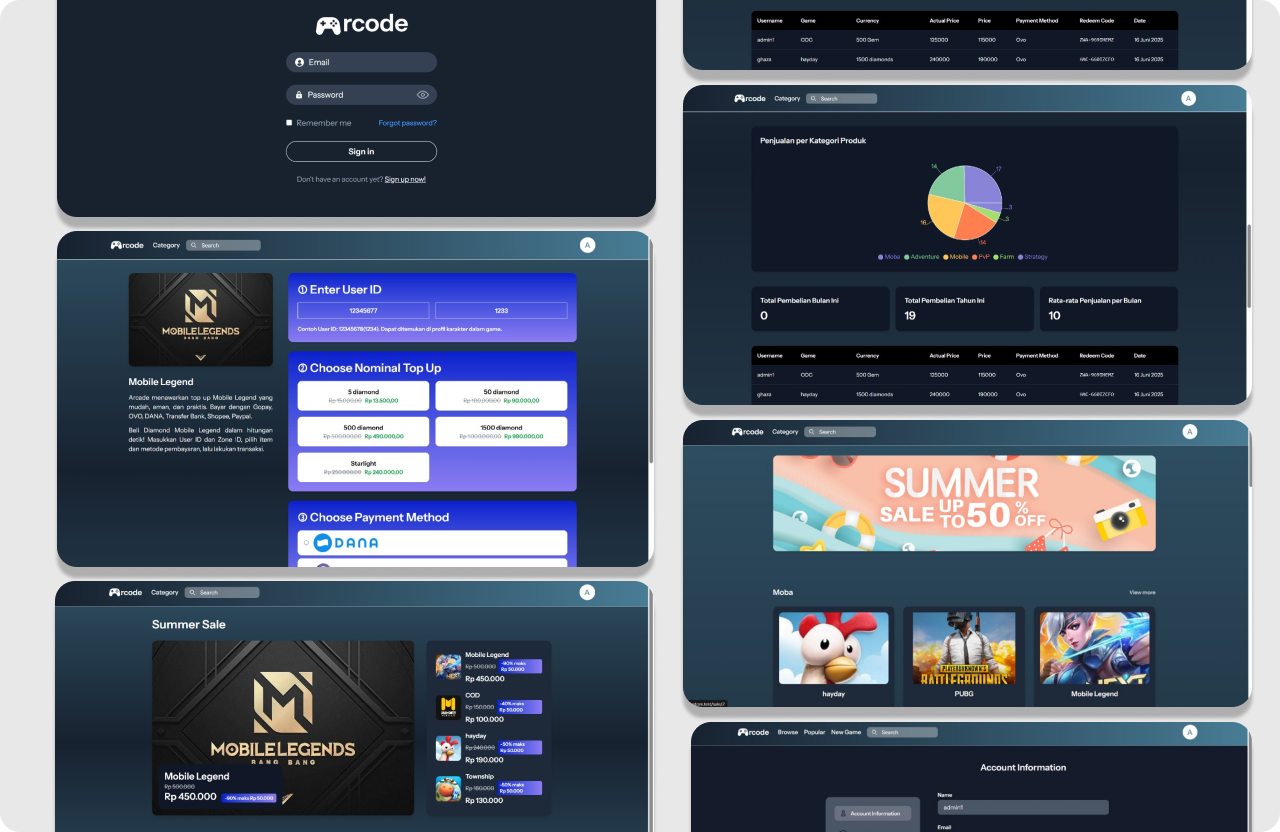 rcode
Email
Password
Remember me Forgot password?
Sign in
Don't have an account yet? Sign up now!
rcode Category Search A
MOBILE LEGENDS
BANG BANG
Mobile Legend
Arcade menawarkan top up Mobile Legend yang
mudah, aman, dan praktis. Bayar dengan Gopay,
OVO, DANA, Transfer Bank, Shopee, Paypal.
Beli Diamond Mobile Legend dalam hitungan
detik! Masukkan User ID dan Zone ID, pilih item
dan metode pembayaran, lalu lakukan transaksi.
1 Enter User ID
12345677 1233
Contoh User ID: 12345678(1234). Dapat ditemukan di profil karakter dalam game.
2 Choose Nominal Top Up
5 diamond
Rp 15.000,00 Rp 13.500,00
50 diamond
Rp 100.000,00 Rp 90.000,00
500 diamond
Rp 500.000,00 Rp 490.000,00
1500 diamond
Rp 1.000.000,00 Rp 990.000,00
Starlight
Rp 250.000,00 Rp 240.000,00
3 Choose Payment Method
DANA
rcode Category Search A
Summer Sale
MOBILE LEGENDS
BANG BANG
Mobile Legend
Rp 500.000
Rp 450.000 -90% maks Rp 50.000
Mobile Legend
Rp 500.000 -90% maks
Rp 50.000
Rp 450.000
COD
Rp 150.000 -40% maks
Rp 50.000
Rp 100.000
hayday
Rp 240.000 -50% maks
Rp 50.000
Rp 190.000
Township
Rp 180.000 -50% maks
Rp 50.000
Rp 130.000
Username Game Currency Actual Price Price Payment Method Redeem Code Date
admin1 COC 500 Gem 125000 115000 Ovo 16 Juni 2025
ghaza hayday 1500 diamonds 240000 190000 Ovo 16 Juni 2025
rcode Category Search A
Penjualan per Kategori Produk
14
17
3
3
14
16
Moba Adventure Mobile PvP Farm Strategy
Total Pembelian Bulan Ini
0
Total Pembelian Tahun Ini
19
Rata-rata Penjualan per Bulan
10
Username Game Currency Actual Price Price Payment Method Redeem Code Date
admin1 COC 500 Gem 125000 115000 Ovo 16 Juni 2025
ghaza hayday 1500 diamonds 240000 190000 Ovo 16 Juni 2025
rcode Category Search A
SUMMER
SALE UP TO 50% OFF
Moba View more
BATTLEGROUNDS
hayday
PUBG
Mobile Legend
rcode Browse Popular New Game Search A
Account Information
Account Information
Name
admin1
Email